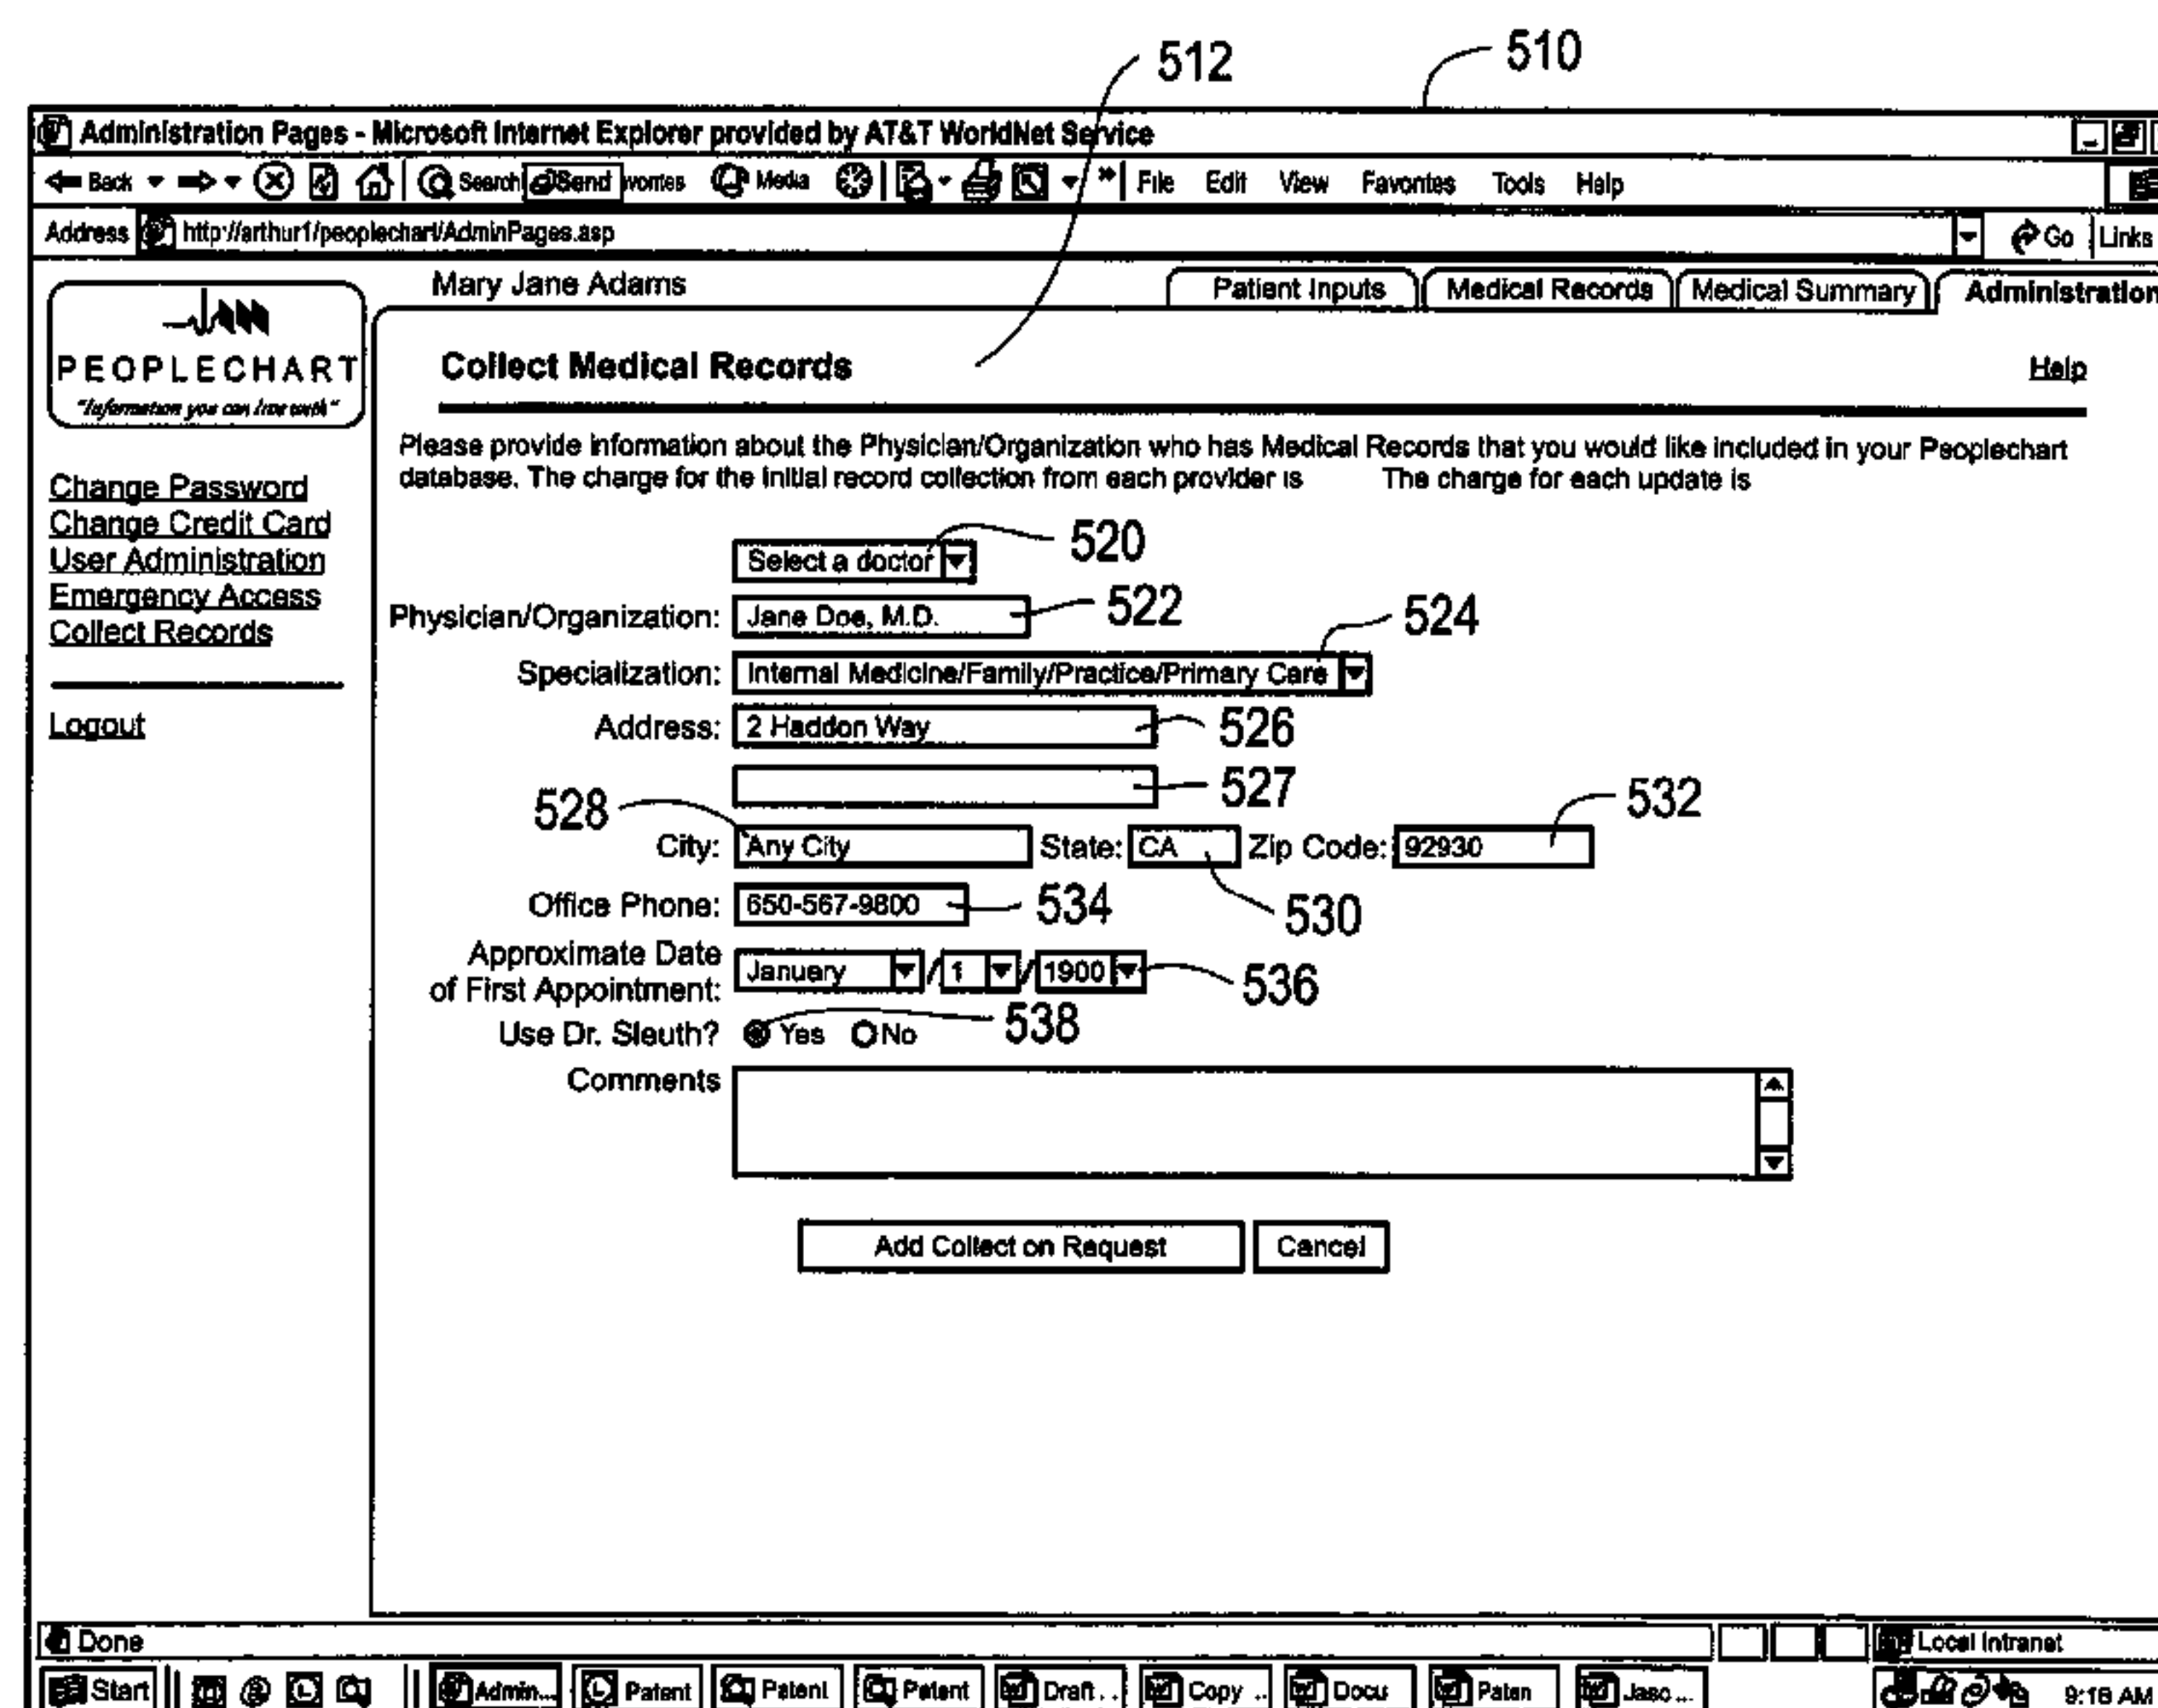 512 510
Administration Pages - Microsoft Internet Explorer provided by AT&T WorldNet Service
Back Search Send Media File Edit View Favorites Tools Help
Address http://arthur1/peoplechart/AdminPages.asp Go Links
Mary Jane Adams Patient Inputs Medical Records Medical Summary Administration
PEOPLECHART
"Information you can live with"
Collect Medical Records Help
Please provide information about the Physician/Organization who has Medical Records that you would like included in your Peoplechart
database. The charge for the initial record collection from each provider is The charge for each update is
Change Password
Change Credit Card
User Administration
Emergency Access
Collect Records
Logout
Select a doctor 520
Physician/Organization: Jane Doe, M.D. 522
524
Specialization: Internal Medicine/Family/Practice/Primary Care
Address: 2 Haddon Way 526
527
528 532
City: Any City State: CA Zip Code: 92930
Office Phone: 650-567-9800 534 530
Approximate Date
of First Appointment: January / 1 / 1900 536
Use Dr. Sleuth? Yes No 538
Comments
Add Collect on Request Cancel
Done Local Intranet
Start Admin... Patent Patent Patent Draft .. Copy .. Docu Paten Jaso ... 9:18 AM